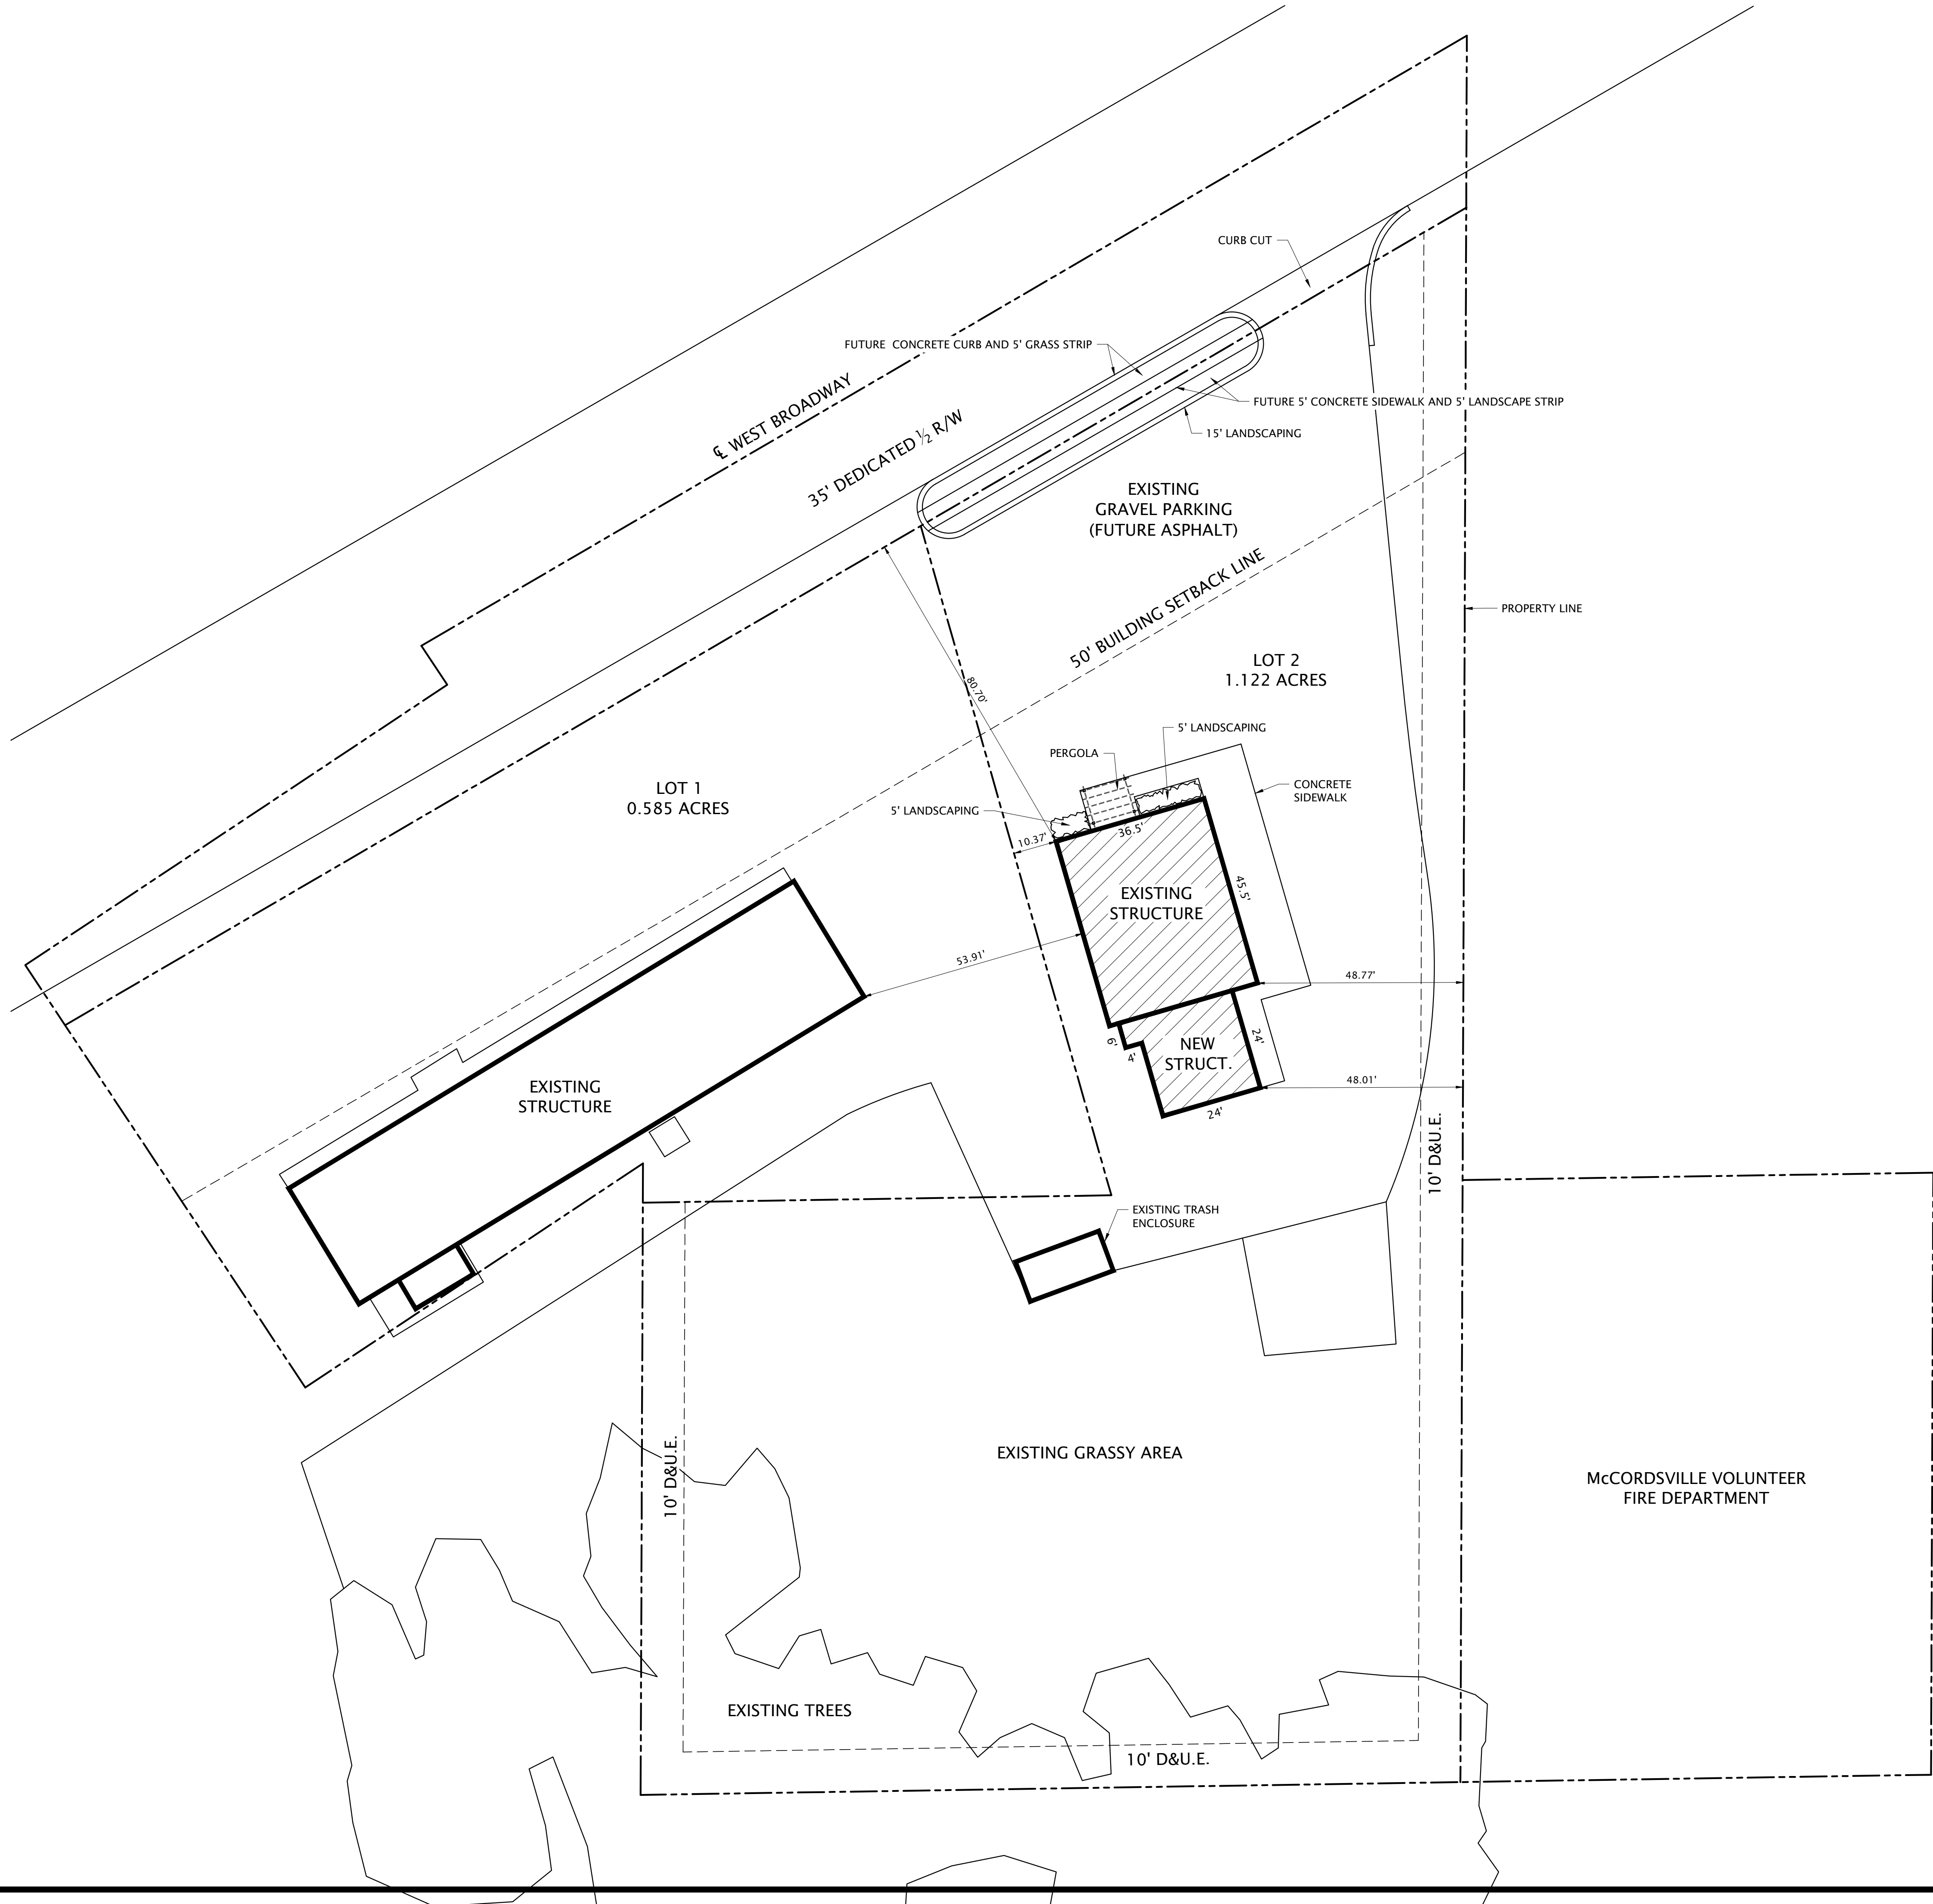 CURB CUT
FUTURE  CONCRETE CURB AND 5' GRASS STRIP
℄ WEST BROADWAY
35' DEDICATED ½ R/W
FUTURE 5' CONCRETE SIDEWALK AND 5' LANDSCAPE STRIP
15' LANDSCAPING
EXISTING
GRAVEL PARKING
(FUTURE ASPHALT)
50' BUILDING SETBACK LINE
PROPERTY LINE
LOT 2
1.122 ACRES
80.70'
5' LANDSCAPING
PERGOLA
CONCRETE
SIDEWALK
LOT 1
0.585 ACRES
5' LANDSCAPING
10.37'
36.5'
EXISTING
STRUCTURE
45.5'
53.91'
48.77'
NEW
STRUCT.
6'
4'
24'
24'
48.01'
EXISTING
STRUCTURE
10' D&U.E.
EXISTING TRASH
ENCLOSURE
10' D&U.E.
EXISTING GRASSY AREA
McCORDSVILLE VOLUNTEER
FIRE DEPARTMENT
EXISTING TREES
10' D&U.E.